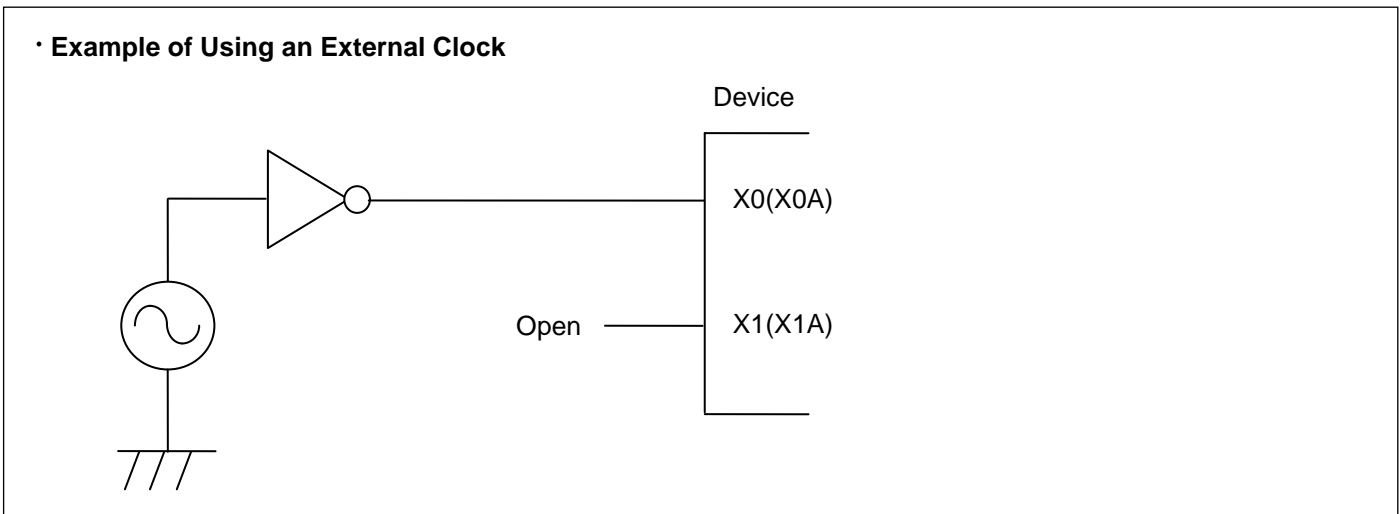 ・Example of Using an External Clock
Device
X0(X0A)
Open
X1(X1A)